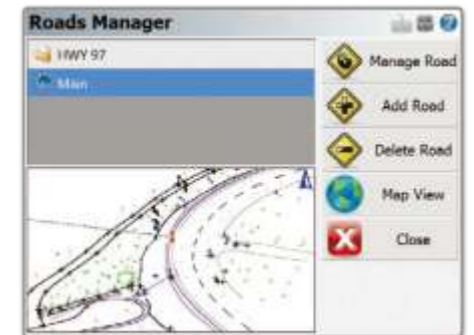 Roads Manager
HWY 97
Main
Manage Road
Add Road
Delete Road
Map View
Close